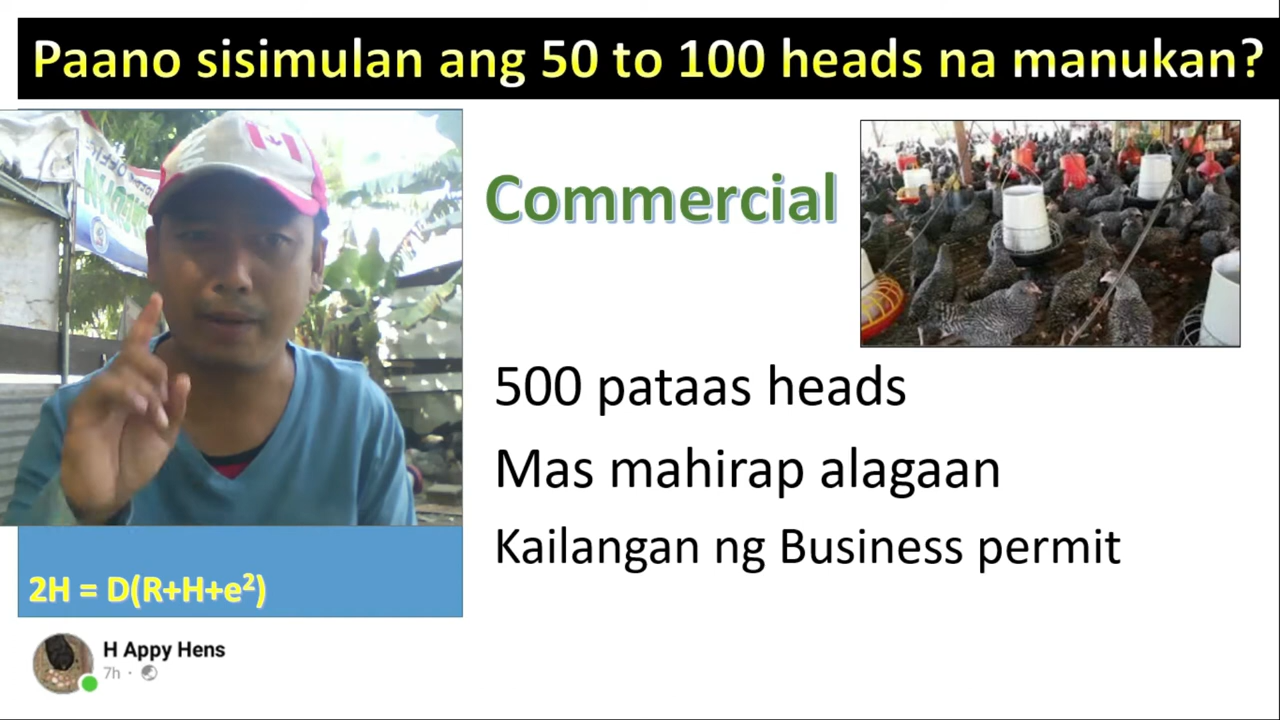 Paano sisimulan ang 50 to 100 heads na manukan?
Commercial
500 pataas heads
Mas mahirap alagaan
Kailangan ng Business permit
2H = D(R+H+e²)
H Appy Hens
7h ·